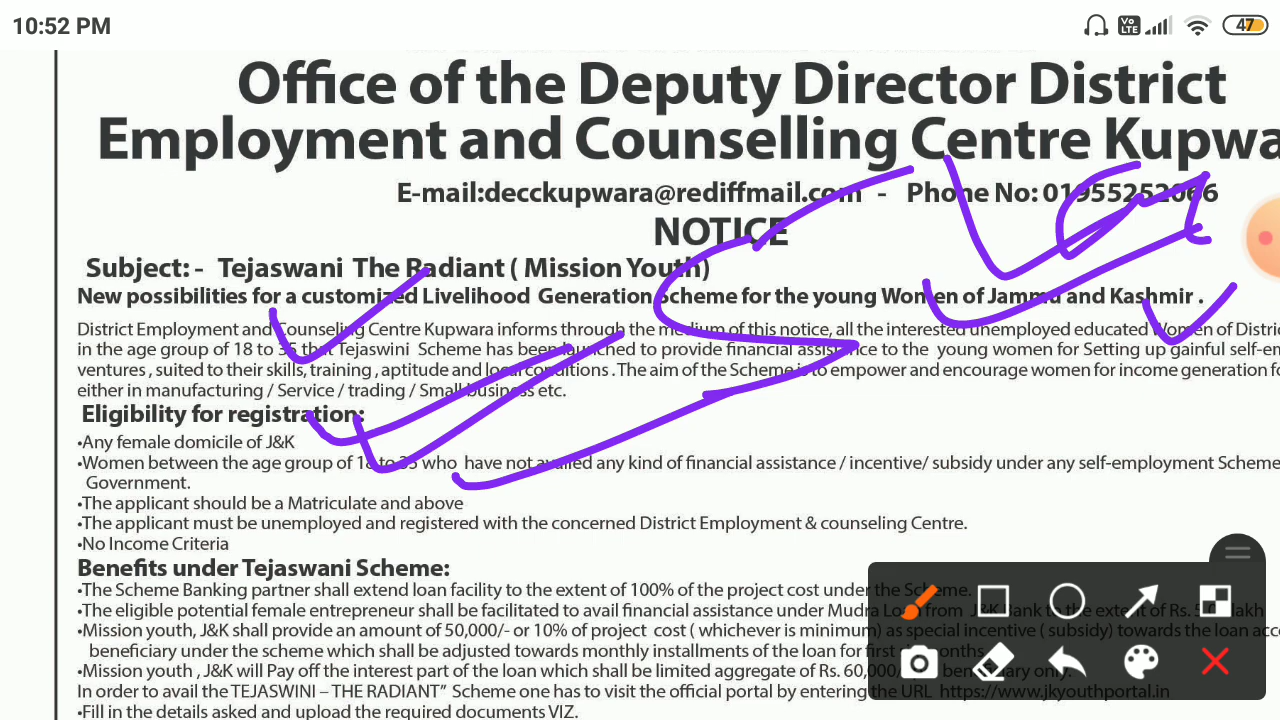 10:52 PM
Vo LTE
47
Office of the Deputy Director District
Employment and Counselling Centre Kupwa
E-mail:deckupwara@rediffmail.com - Phone No: 01955252066
NOTICE
Subject: - Tejaswani The Radiant ( Mission Youth)
New possibilities for a customized Livelihood Generation Scheme for the young Women of Jammu and Kashmir .
District Employment and Counseling Centre Kupwara informs through the medium of this notice, all the interested unemployed educated Women of Distri
in the age group of 18 to 35 that Tejaswini Scheme has been launched to provide financial assistance to the young women for Setting up gainful self-em
ventures , suited to their skills, training , aptitude and local conditions .The aim of the Scheme is to empower and encourage women for income generation fo
either in manufacturing / Service / trading / Small business etc.
Eligibility for registration:
•Any female domicile of J&K
•Women between the age group of 18 to 35 who have not availed any kind of financial assistance / incentive/ subsidy under any self-employment Scheme
Government.
•The applicant should be a Matriculate and above
•The applicant must be unemployed and registered with the concerned District Employment & counseling Centre.
•No Income Criteria
Benefits under Tejaswani Scheme:
•The Scheme Banking partner shall extend loan facility to the extent of 100% of the project cost under the Scheme.
•The eligible potential female entrepreneur shall be facilitated to avail financial assistance under Mudra Loan from J&K Bank to the extent of Rs. 5.0 lakh
•Mission youth, J&K shall provide an amount of 50,000/- or 10% of project cost ( whichever is minimum) as special incentive ( subsidy) towards the loan acc
beneficiary under the scheme which shall be adjusted towards monthly installments of the loan for first months
•Mission youth , J&K will Pay off the interest part of the loan which shall be limited aggregate of Rs. 60,000/ beneficiary only.
In order to avail the TEJASWINI – THE RADIANT” Scheme one has to visit the official portal by entering the URL https://www.jkyouthportal.in
•Fill in the details asked and upload the required documents VIZ.